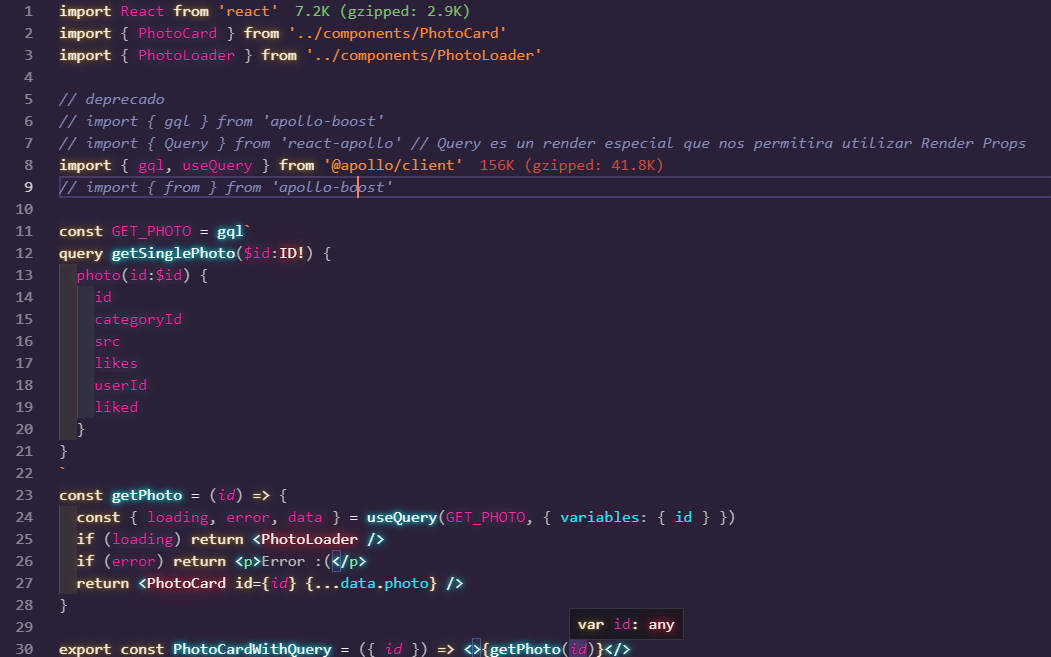 1 import React from 'react' 7.2K (gzipped: 2.9K)
2 import { PhotoCard } from '../components/PhotoCard'
3 import { PhotoLoader } from '../components/PhotoLoader'
4
5 // deprecado
6 // import { gql } from 'apollo-boost'
7 // import { Query } from 'react-apollo' // Query es un render especial que nos permitira utilizar Render Props
8 import { gql, useQuery } from '@apollo/client' 156K (gzipped: 41.8K)
9 // import { from } from 'apollo-boost'
10
11 const GET_PHOTO = gql`
12 query getSinglePhoto($id:ID!) {
13   photo(id:$id) {
14     id
15     categoryId
16     src
17     likes
18     userId
19     liked
20   }
21 }
22 `
23 const getPhoto = (id) => {
24   const { loading, error, data } = useQuery(GET_PHOTO, { variables: { id } })
25   if (loading) return <PhotoLoader />
26   if (error) return <p>Error :(</p>
27   return <PhotoCard id={id} {...data.photo} />
28 }
29
var id: any
30 export const PhotoCardWithQuery = ({ id }) => <>{getPhoto(id)}</>